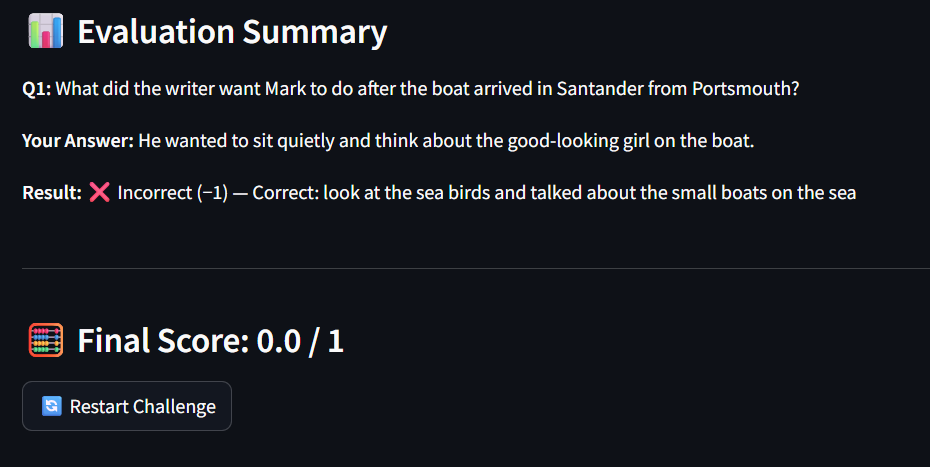 Evaluation Summary
Q1: What did the writer want Mark to do after the boat arrived in Santander from Portsmouth?
Your Answer: He wanted to sit quietly and think about the good-looking girl on the boat.
Result: ❌ Incorrect (−1) — Correct: look at the sea birds and talked about the small boats on the sea
Final Score: 0.0 / 1
Restart Challenge